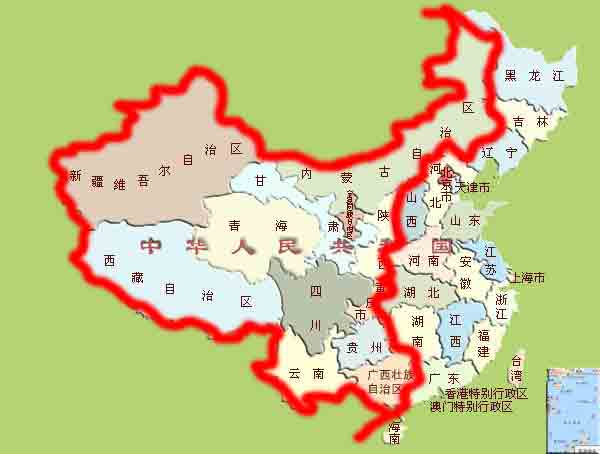 黑龙江
吉林
辽宁
内蒙古自治区
新疆维吾尔自治区
甘肃
北京市
天津市
河北
山西
陕西
山东
青海
中华人民共和国
河南
江苏
安徽
上海市
西藏自治区
四川
重庆市
湖北
浙江
湖南
江西
福建
贵州
云南
广西壮族
自治区
广东
台湾
香港特别行政区
澳门特别行政区
海南